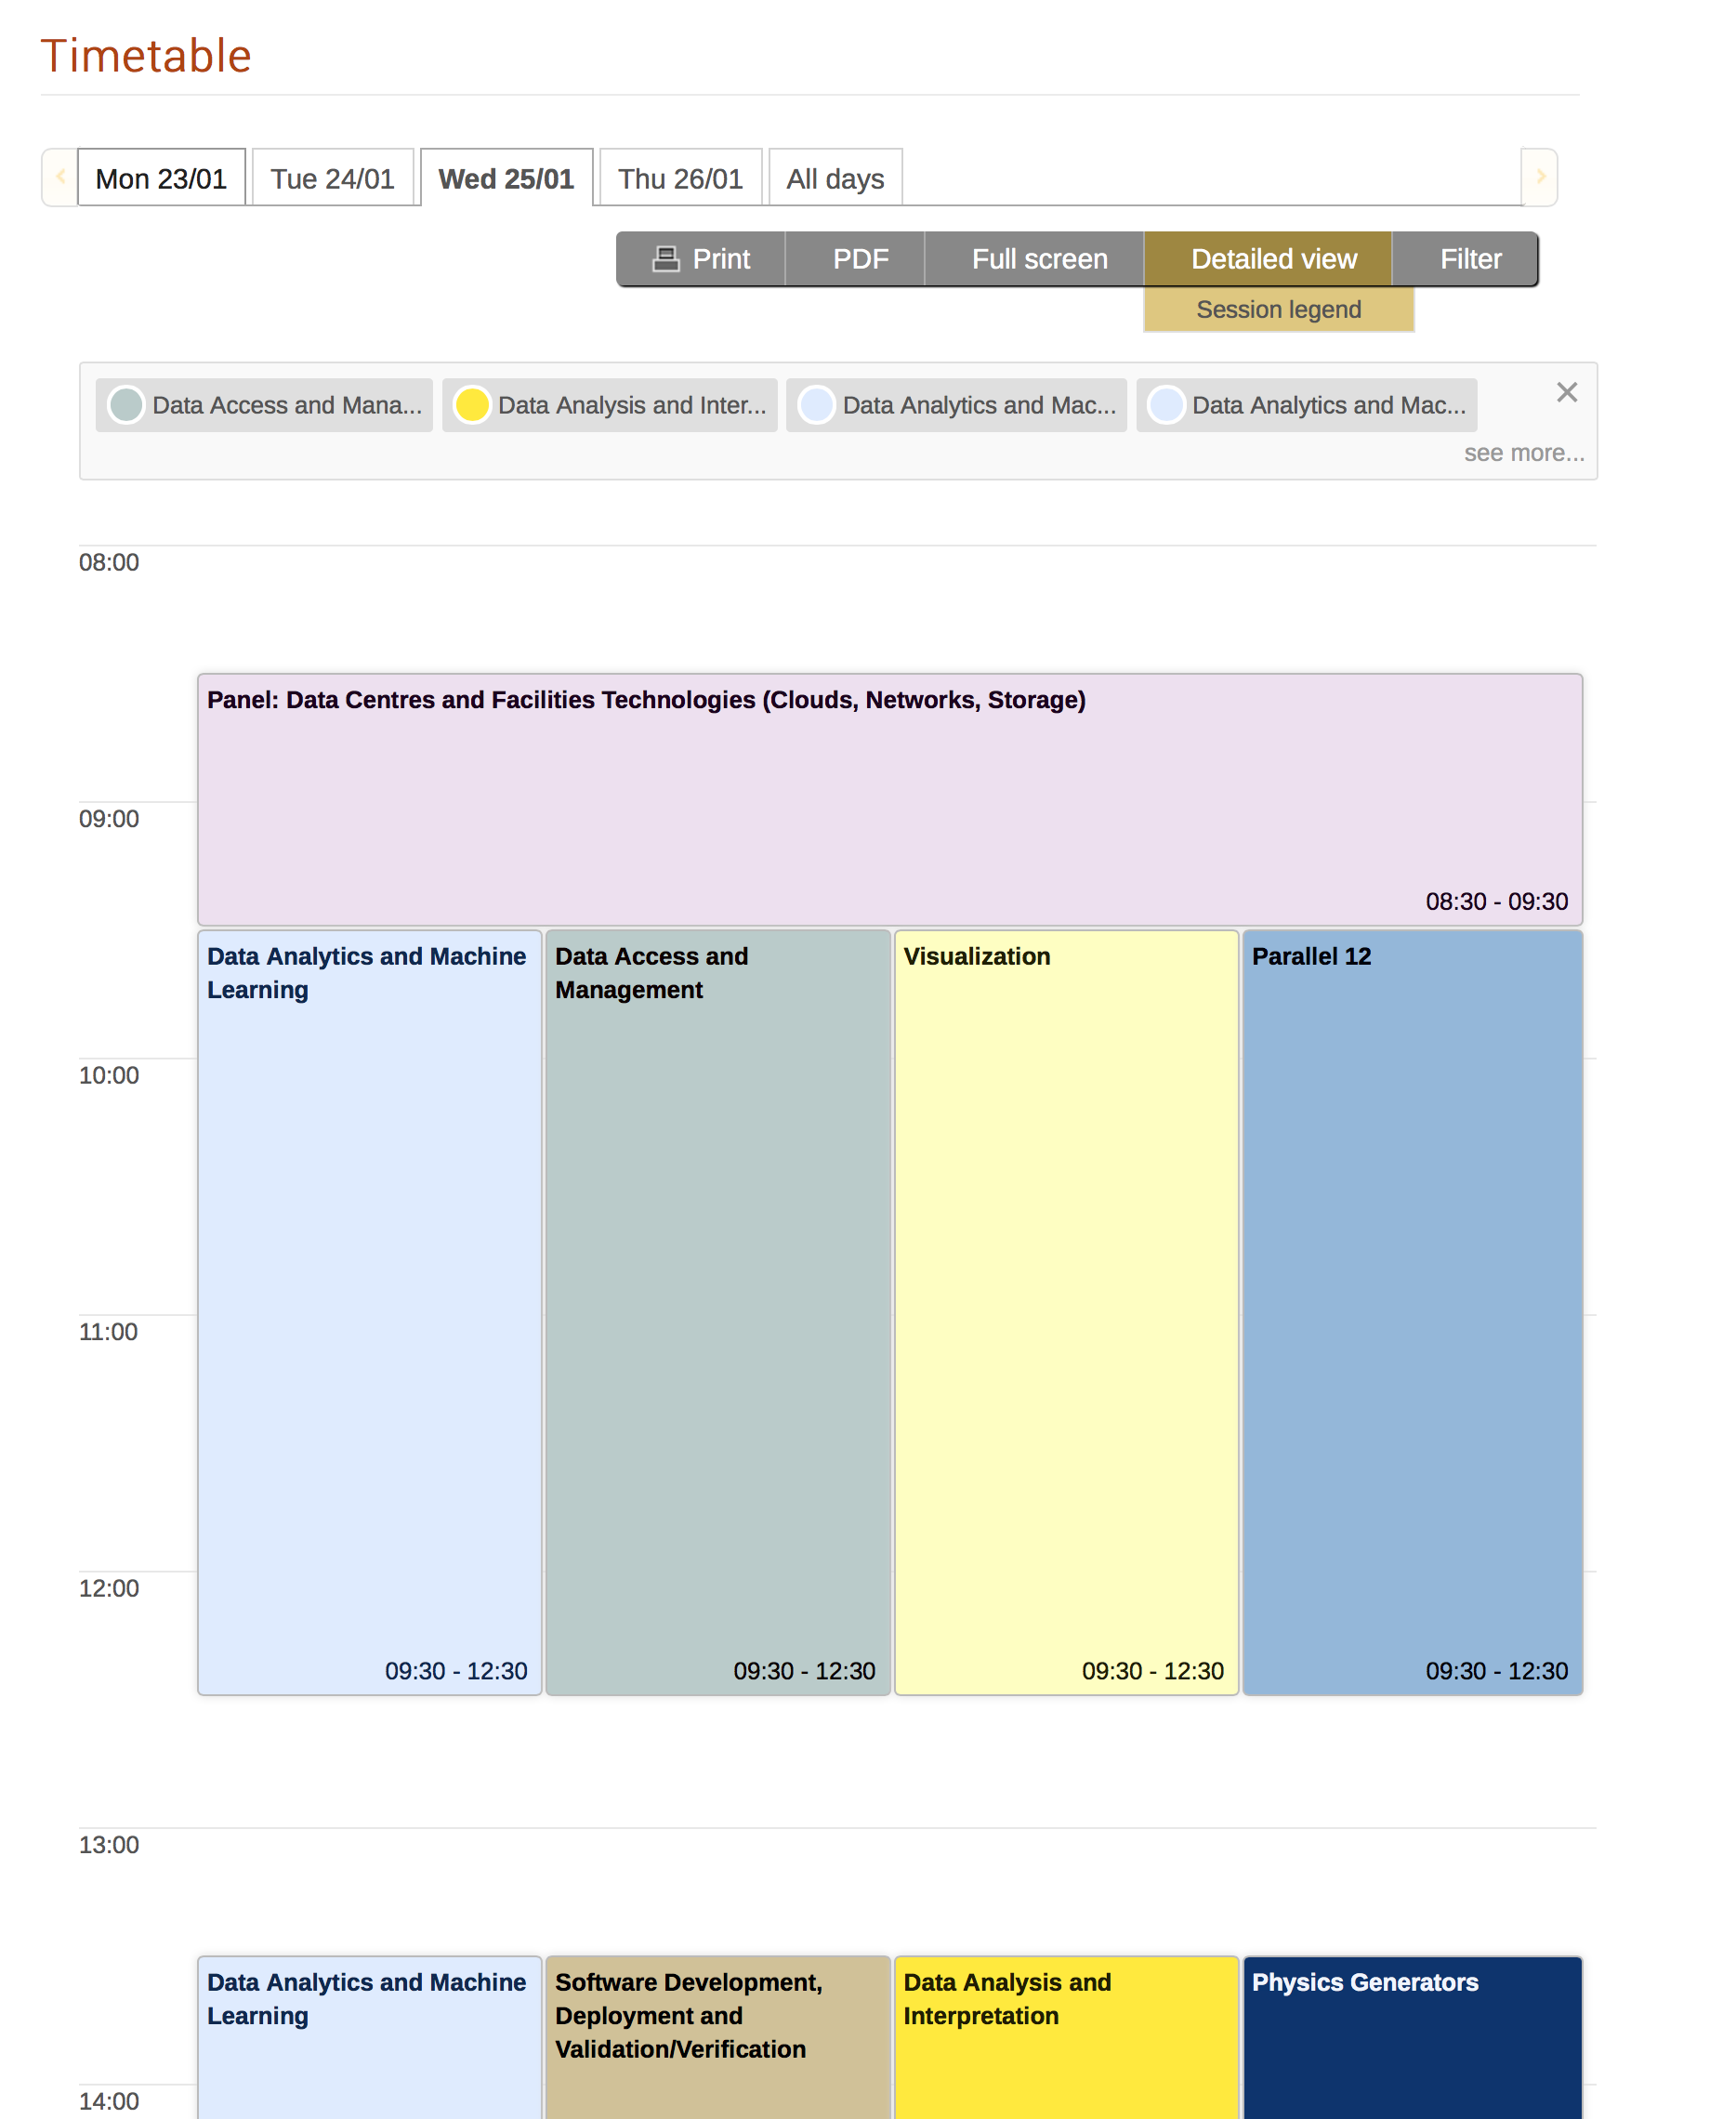 Timetable
Mon 23/01 Tue 24/01 Wed 25/01 Thu 26/01 All days
Print PDF Full screen Detailed view Filter
Session legend
Data Access and Mana... Data Analysis and Inter... Data Analytics and Mac... Data Analytics and Mac...
see more...
08:00
Panel: Data Centres and Facilities Technologies (Clouds, Networks, Storage)
09:00
08:30 - 09:30
Data Analytics and Machine
Learning
Data Access and
Management
Visualization
Parallel 12
10:00
11:00
12:00
09:30 - 12:30 09:30 - 12:30 09:30 - 12:30 09:30 - 12:30
13:00
Data Analytics and Machine
Learning
Software Development,
Deployment and
Validation/Verification
Data Analysis and
Interpretation
Physics Generators
14:00